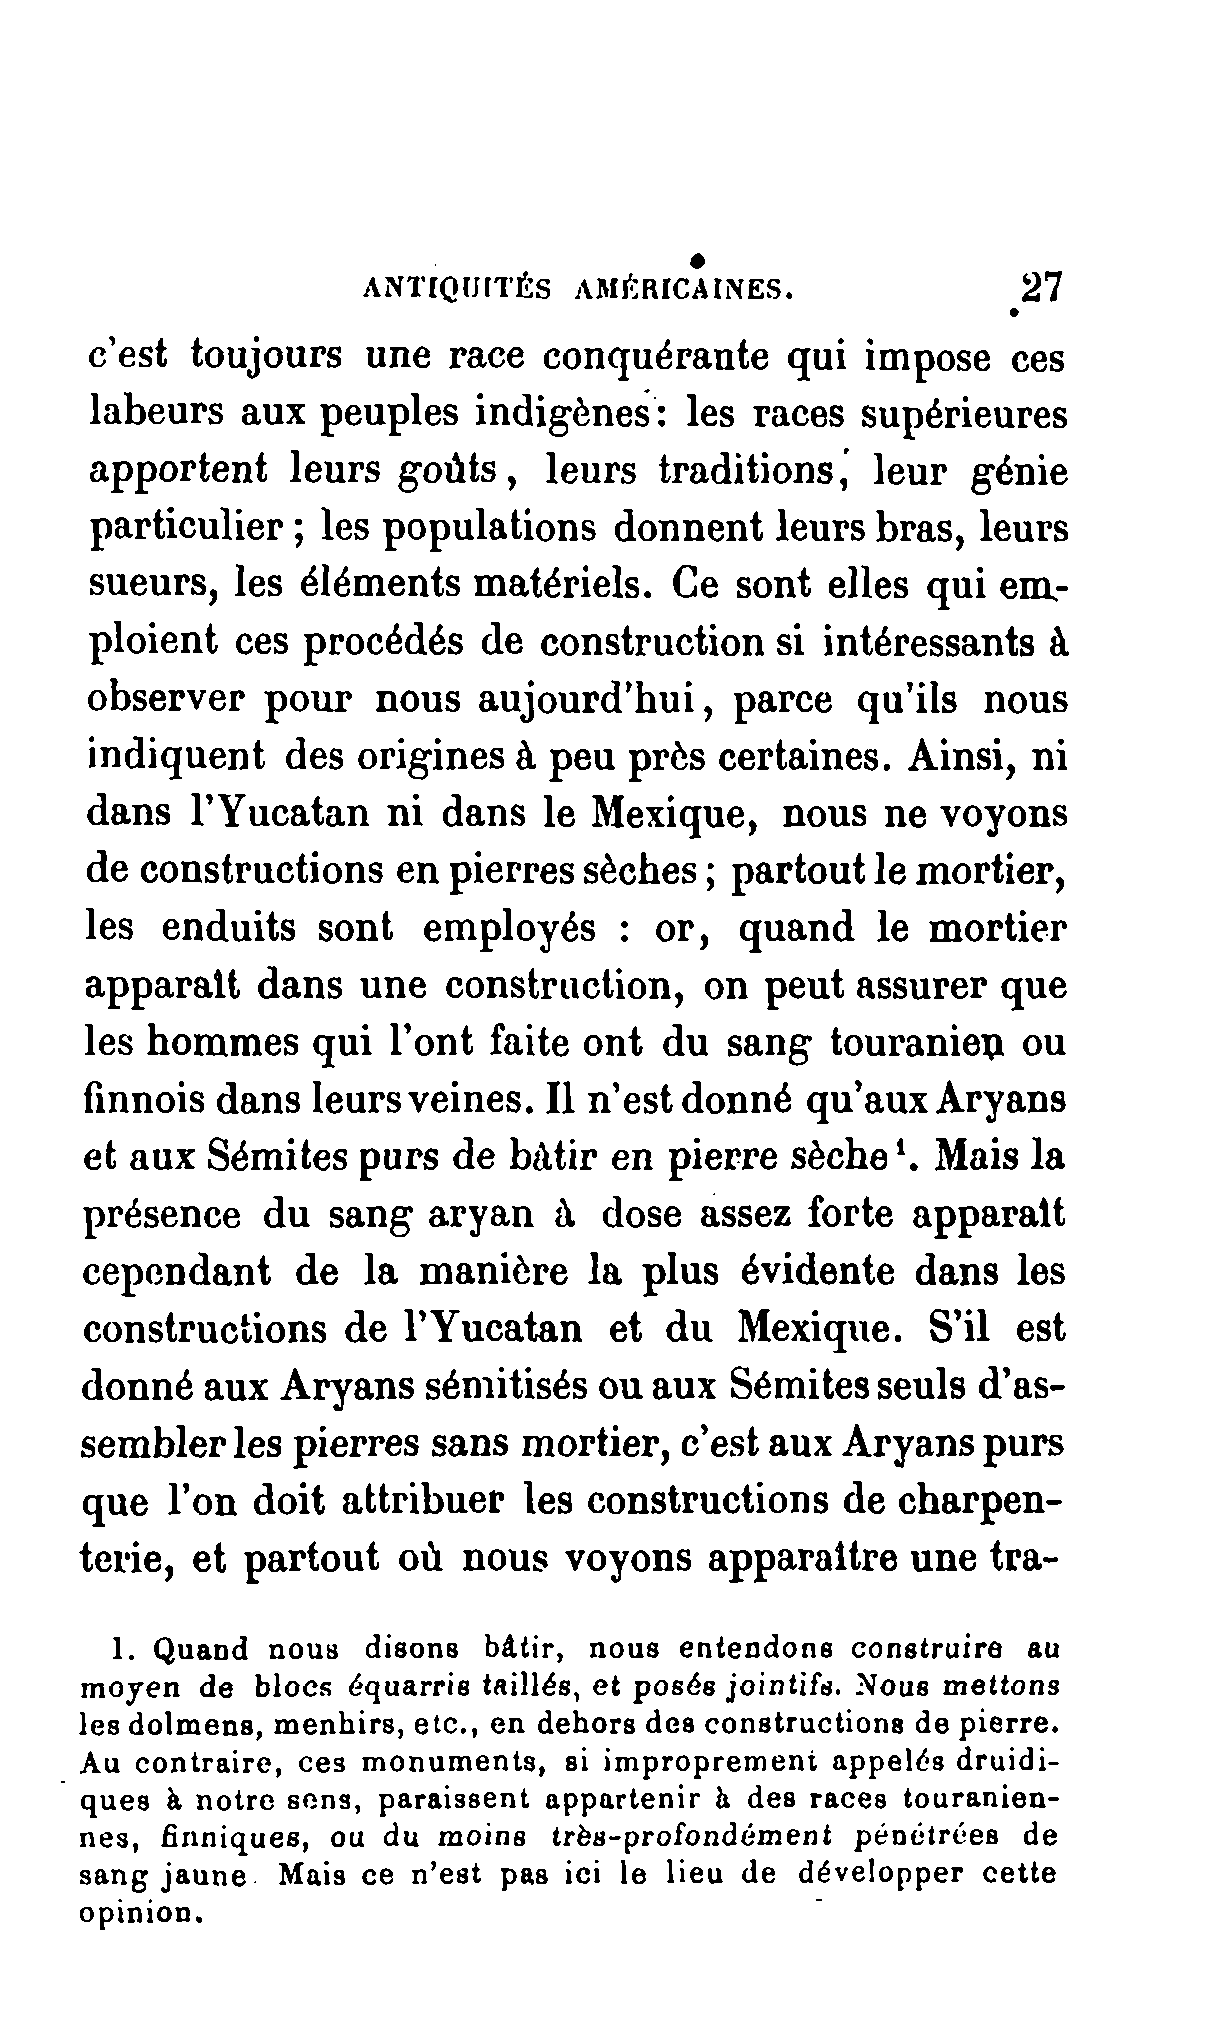 ANTIQUITÉS AMÉRICAINES. 27
c'est toujours une race conquérante qui impose ces
labeurs aux peuples indigènes : les races supérieures
apportent leurs goûts, leurs traditions, leur génie
particulier ; les populations donnent leurs bras, leurs
sueurs, les éléments matériels. Ce sont elles qui em-
ploient ces procédés de construction si intéressants à
observer pour nous aujourd'hui, parce qu'ils nous
indiquent des origines à peu près certaines. Ainsi, ni
dans l'Yucatan ni dans le Mexique, nous ne voyons
de constructions en pierres sèches ; partout le mortier,
les enduits sont employés : or, quand le mortier
apparaît dans une construction, on peut assurer que
les hommes qui l'ont faite ont du sang touranien ou
finnois dans leurs veines. Il n'est donné qu'aux Aryans
et aux Sémites purs de bâtir en pierre sèche¹. Mais la
présence du sang aryan à dose assez forte apparaît
cependant de la manière la plus évidente dans les
constructions de l'Yucatan et du Mexique. S'il est
donné aux Aryans sémitisés ou aux Sémites seuls d'as-
sembler les pierres sans mortier, c'est aux Aryans purs
que l'on doit attribuer les constructions de charpen-
terie, et partout où nous voyons apparaître une tra-
1. Quand nous disons bâtir, nous entendons construire au
moyen de blocs équarris taillés, et posés jointifs. Nous mettons
les dolmens, menhirs, etc., en dehors des constructions de pierre.
Au contraire, ces monuments, si improprement appelés druidi-
ques à notre sens, paraissent appartenir à des races touranien-
nes, finniques, ou du moins très-profondément pénétrées de
sang jaune. Mais ce n'est pas ici le lieu de développer cette
opinion.